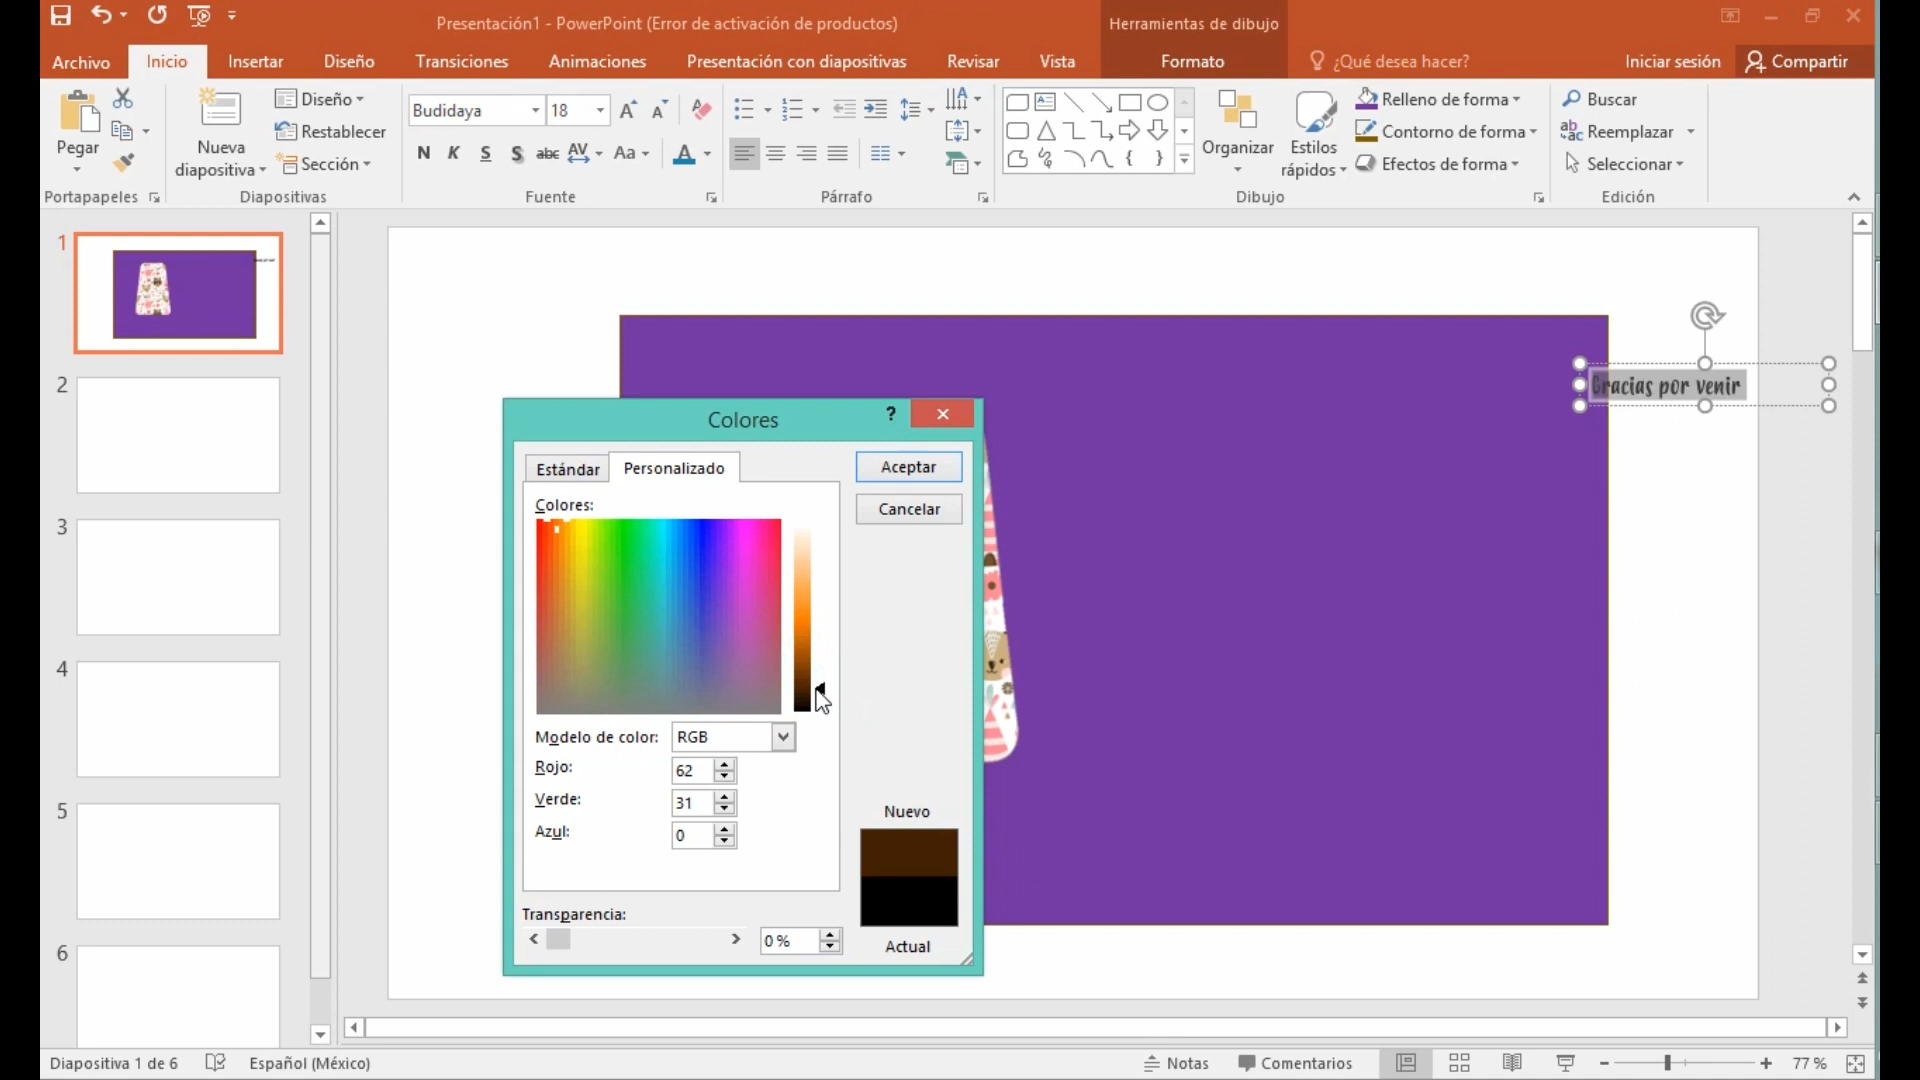 Presentación1 - PowerPoint (Error de activación de productos)
Herramientas de dibujo
Archivo Inicio Insertar Diseño Transiciones Animaciones Presentación con diapositivas Revisar Vista Formato ¿Qué desea hacer? Iniciar sesión Compartir
Pegar
Portapapeles
Nueva diapositiva
Diseño
Restablecer
Sección
Diapositivas
Budidaya 18
N K S S abc AV Aa A
Fuente
Párrafo
Organizar
Estilos rápidos
Relleno de forma
Contorno de forma
Efectos de forma
Dibujo
Buscar
Reemplazar
Seleccionar
Edición
1
2
3
4
5
6
Gracias por venir
Colores
?
Estándar Personalizado
Aceptar
Cancelar
Colores:
Modelo de color: RGB
Rojo: 62
Verde: 31
Azul: 0
Nuevo
Actual
Transparencia:
0 %
Diapositiva 1 de 6 Español (México) Notas Comentarios 77 %